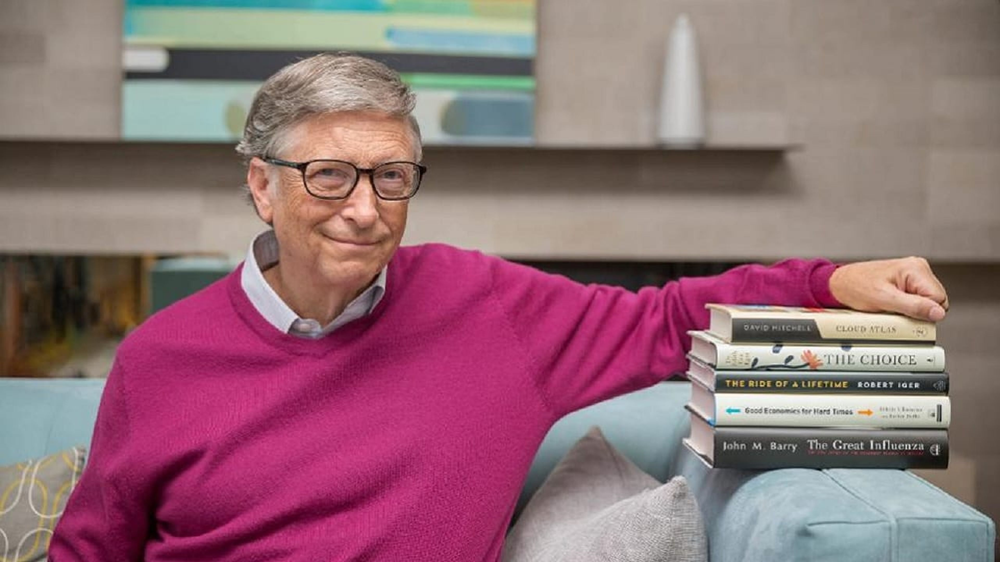 DAVID MITCHELL CLOUD ATLAS
THE CHOICE
THE RIDE OF A LIFETIME ROBERT IGER
Good Economics for Hard Times
John M. Barry The Great Influenza